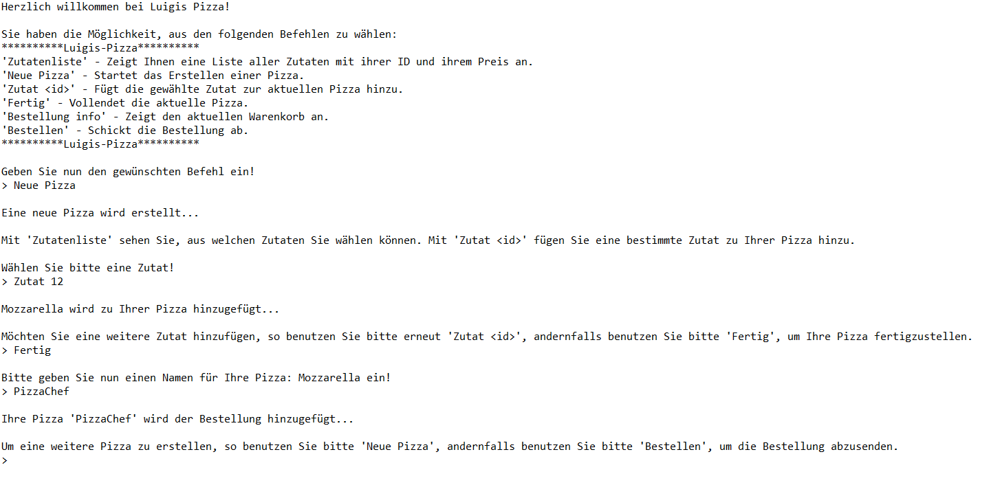 Herzlich willkommen bei Luigis Pizza!
Sie haben die Möglichkeit, aus den folgenden Befehlen zu wählen:
**********Luigis-Pizza**********
'Zutatenliste' - Zeigt Ihnen eine Liste aller Zutaten mit ihrer ID und ihrem Preis an.
'Neue Pizza' - Startet das Erstellen einer Pizza.
'Zutat <id>' - Fügt die gewählte Zutat zur aktuellen Pizza hinzu.
'Fertig' - Vollendet die aktuelle Pizza.
'Bestellung info' - Zeigt den aktuellen Warenkorb an.
'Bestellen' - Schickt die Bestellung ab.
**********Luigis-Pizza**********
Geben Sie nun den gewünschten Befehl ein!
> Neue Pizza
Eine neue Pizza wird erstellt...
Mit 'Zutatenliste' sehen Sie, aus welchen Zutaten Sie wählen können. Mit 'Zutat <id>' fügen Sie eine bestimmte Zutat zu Ihrer Pizza hinzu.
Wählen Sie bitte eine Zutat!
> Zutat 12
Mozzarella wird zu Ihrer Pizza hinzugefügt...
Möchten Sie eine weitere Zutat hinzufügen, so benutzen Sie bitte erneut 'Zutat <id>', andernfalls benutzen Sie bitte 'Fertig', um Ihre Pizza fertigzustellen.
> Fertig
Bitte geben Sie nun einen Namen für Ihre Pizza: Mozzarella ein!
> PizzaChef
Ihre Pizza 'PizzaChef' wird der Bestellung hinzugefügt...
Um eine weitere Pizza zu erstellen, so benutzen Sie bitte 'Neue Pizza', andernfalls benutzen Sie bitte 'Bestellen', um die Bestellung abzusenden.
>